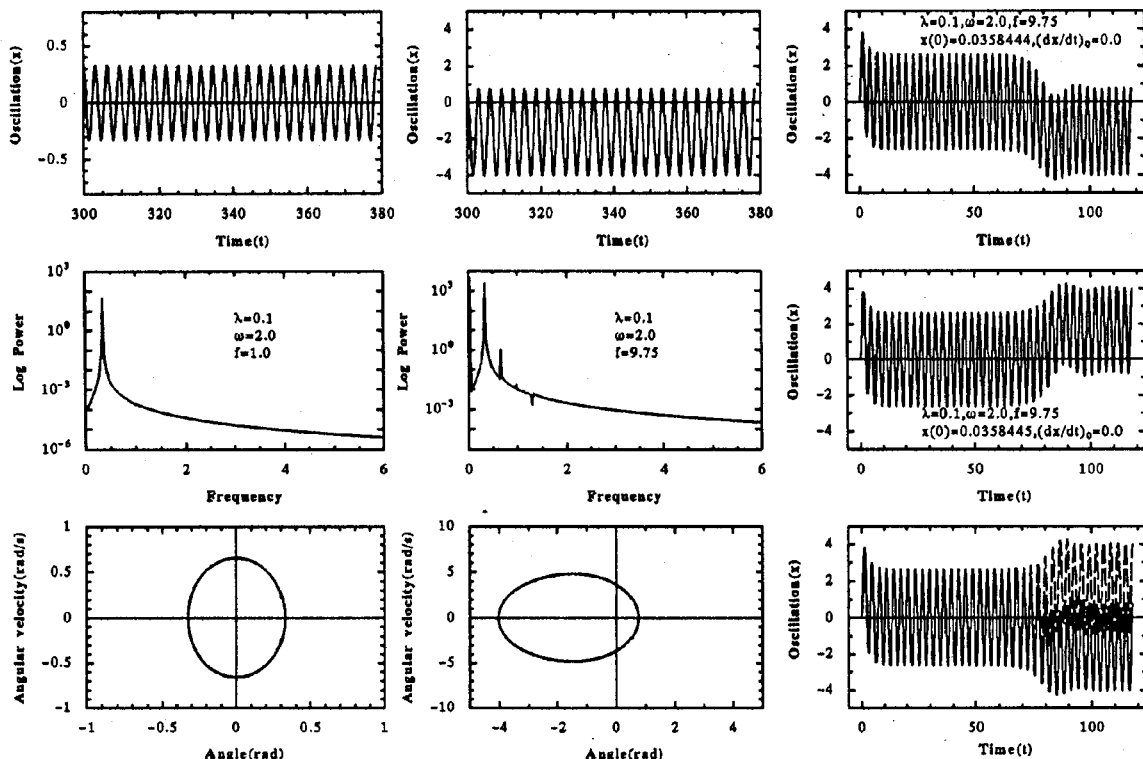 0.5
0
-0.5
Oscillation(x)
300 320 340 360 380
Time(t)
4
2
0
-2
-4
Oscillation(x)
300 320 340 360 380
Time(t)
λ=0.1,ω=2.0,f=9.75
x(0)=0.0358444,(dx/dt)₀=0.0
4
2
0
-2
-4
Oscillation(x)
0 50 100
Time(t)
10³
10⁰
10⁻³
10⁻⁶
Log Power
λ=0.1
ω=2.0
f=1.0
0 2 4 6
Frequency
10³
10⁰
10⁻³
Log Power
λ=0.1
ω=2.0
f=9.75
0 2 4 6
Frequency
4
2
0
-2
-4
Oscillation(x)
λ=0.1,ω=2.0,f=9.75
x(0)=0.0358445,(dx/dt)₀=0.0
0 50 100
Time(t)
1
0.5
0
-0.5
-1
Angular velocity(rad/s)
-1 -0.5 0 0.5 1
Angle(rad)
10
5
0
-5
-10
Angular velocity(rad/s)
-4 -2 0 2 4
Angle(rad)
4
2
0
-2
-4
Oscillation(x)
0 50 100
Time(t)